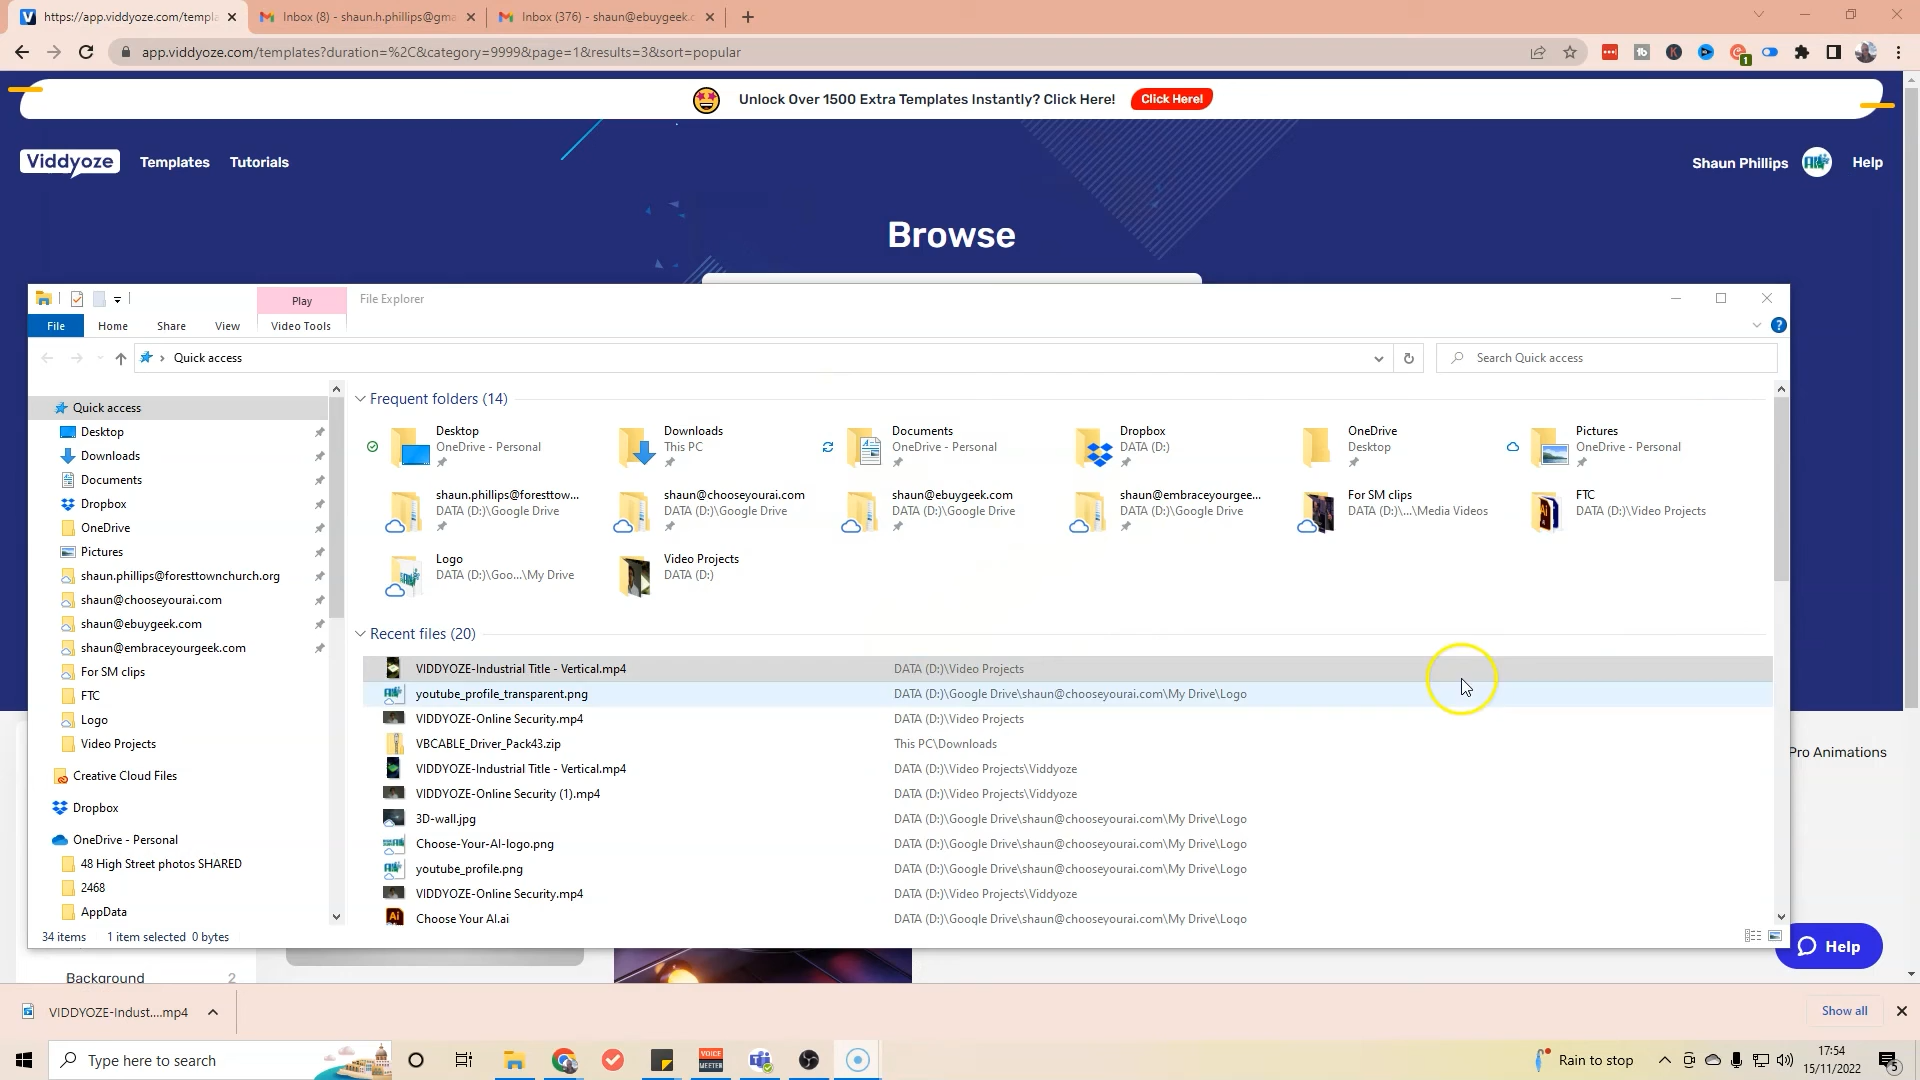 https://app.viddyoze.com/templa
Inbox (8) - shaun.h.phillips@gma
Inbox (376) - shaun@ebuygeek.c
app.viddyoze.com/templates?duration=%2C&category=9999&page=1&results=3&sort=popular
1
Unlock Over 1500 Extra Templates Instantly? Click Here!
Click Here!
Viddyoze
Templates
Tutorials
Shaun Phillips
Help
Browse
Play
File Explorer
File
Home
Share
View
Video Tools
Quick access
Search Quick access
Quick access
Desktop
Downloads
Documents
Dropbox
OneDrive
Pictures
shaun.phillips@foresttownchurch.org
shaun@chooseyourai.com
shaun@ebuygeek.com
shaun@embraceyourgeek.com
For SM clips
FTC
Logo
Video Projects
Creative Cloud Files
Dropbox
OneDrive - Personal
48 High Street photos SHARED
2468
AppData
Frequent folders (14)
Desktop
OneDrive - Personal
Downloads
This PC
Documents
OneDrive - Personal
Dropbox
DATA (D:)
OneDrive
Desktop
Pictures
OneDrive - Personal
shaun.phillips@foresttow...
DATA (D:)\Google Drive
shaun@chooseyourai.com
DATA (D:)\Google Drive
shaun@ebuygeek.com
DATA (D:)\Google Drive
shaun@embraceyourgee...
DATA (D:)\Google Drive
For SM clips
DATA (D:)\...\Media Videos
FTC
DATA (D:)\Video Projects
Logo
DATA (D:)\Goo...\My Drive
Video Projects
DATA (D:)
Recent files (20)
VIDDYOZE-Industrial Title - Vertical.mp4 DATA (D:)\Video Projects
youtube_profile_transparent.png DATA (D:)\Google Drive\shaun@chooseyourai.com\My Drive\Logo
VIDDYOZE-Online Security.mp4 DATA (D:)\Video Projects
VBCABLE_Driver_Pack43.zip This PC\Downloads
VIDDYOZE-Industrial Title - Vertical.mp4 DATA (D:)\Video Projects\Viddyoze
VIDDYOZE-Online Security (1).mp4 DATA (D:)\Video Projects\Viddyoze
3D-wall.jpg DATA (D:)\Google Drive\shaun@chooseyourai.com\My Drive\Logo
Choose-Your-AI-logo.png DATA (D:)\Google Drive\shaun@chooseyourai.com\My Drive\Logo
youtube_profile.png DATA (D:)\Google Drive\shaun@chooseyourai.com\My Drive\Logo
VIDDYOZE-Online Security.mp4 DATA (D:)\Video Projects\Viddyoze
Choose Your AI.ai DATA (D:)\Google Drive\shaun@chooseyourai.com\My Drive\Logo
34 items 1 item selected 0 bytes
Pro Animations
Help
Background 2
VIDDYOZE-Indust....mp4
Show all
Type here to search
VOICE
MEETER
Rain to stop
17:54
15/11/2022
5